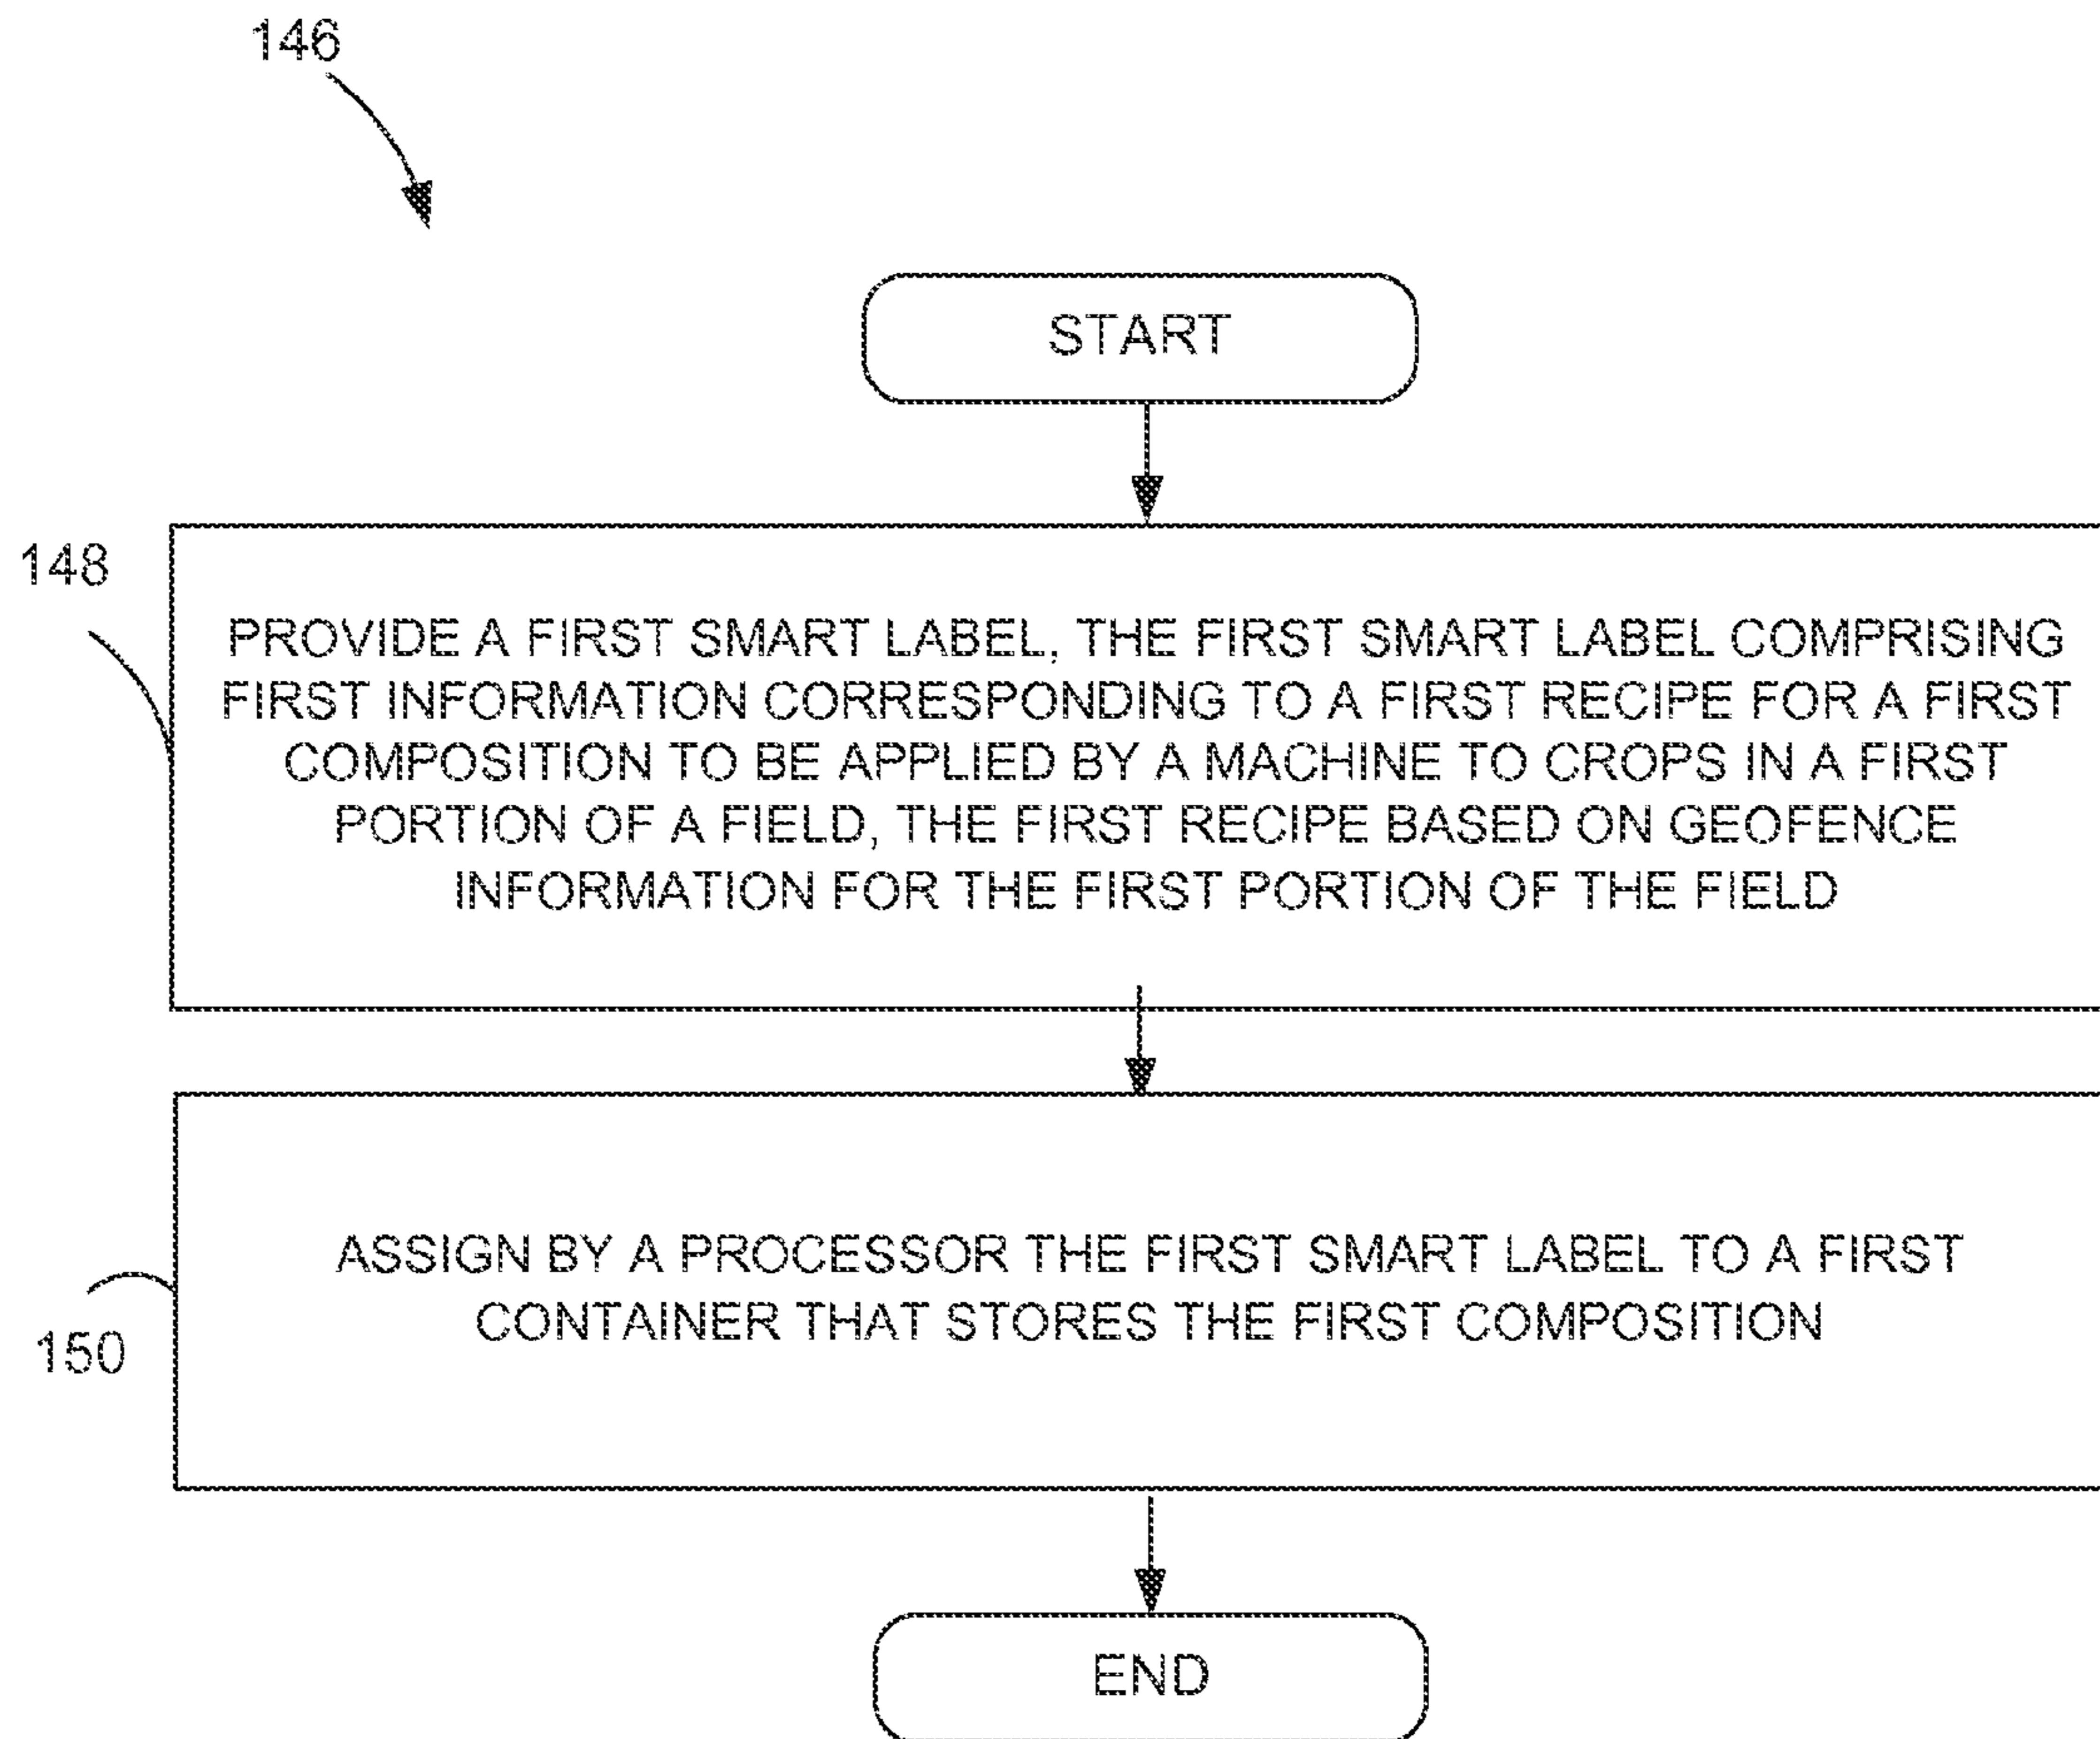 146
START
148
PROVIDE A FIRST SMART LABEL, THE FIRST SMART LABEL COMPRISING
FIRST INFORMATION CORRESPONDING TO A FIRST RECIPE FOR A FIRST
COMPOSITION TO BE APPLIED BY A MACHINE TO CROPS IN A FIRST
PORTION OF A FIELD, THE FIRST RECIPE BASED ON GEOFENCE
INFORMATION FOR THE FIRST PORTION OF THE FIELD
ASSIGN BY A PROCESSOR THE FIRST SMART LABEL TO A FIRST
CONTAINER THAT STORES THE FIRST COMPOSITION
150
END